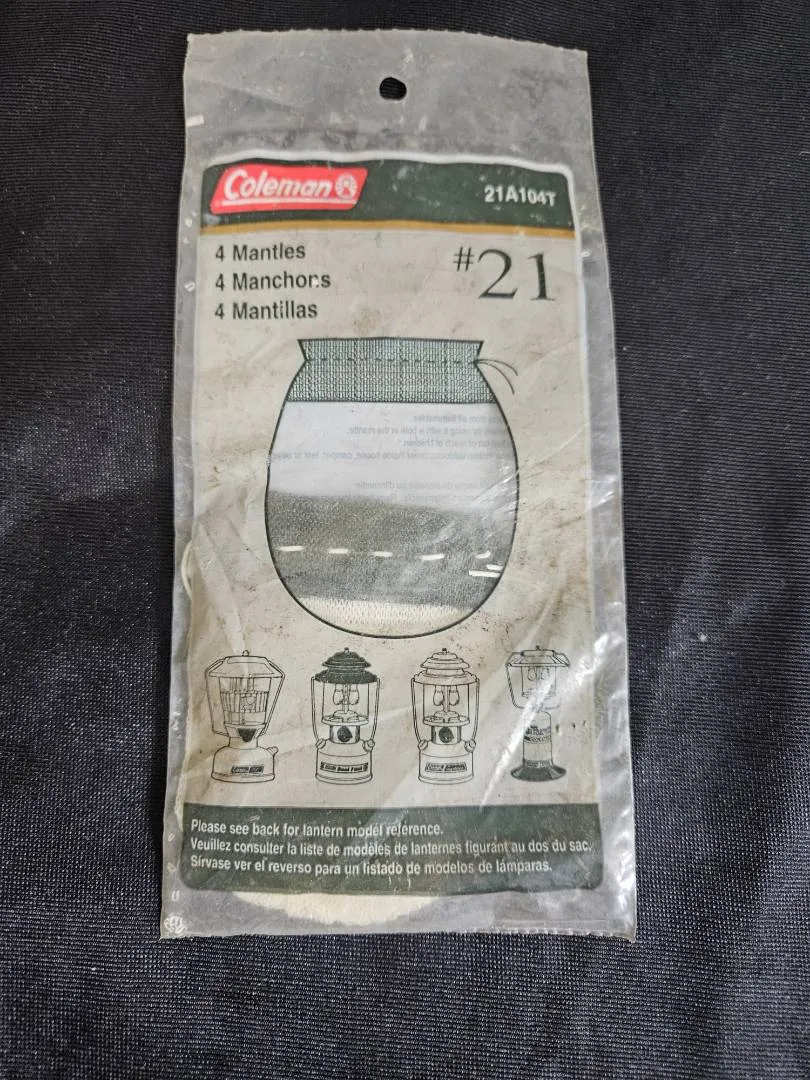 Coleman
21A104T
4 Mantles
4 Manchons
4 Mantillas
#21
Please see back for lantern model reference.
Veuillez consulter la liste de modèles de lanternes figurant au dos du sac.
Sírvase ver el reverso para un listado de modelos de lámparas.